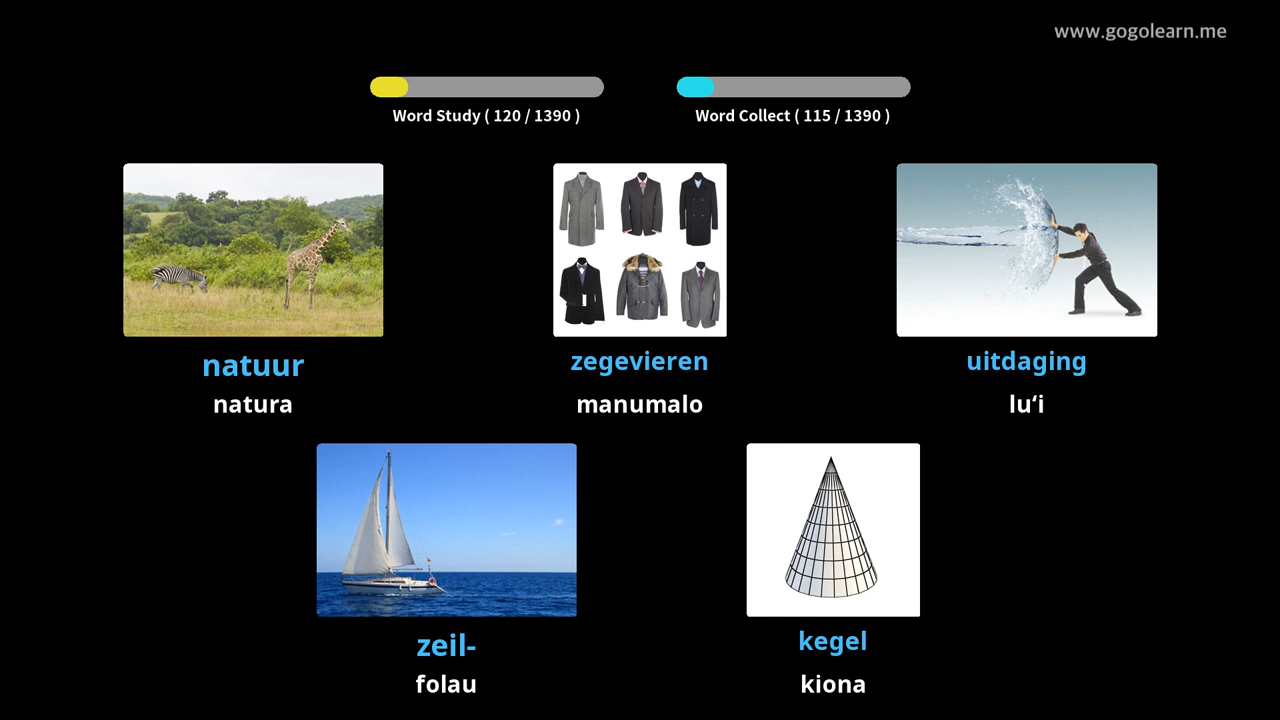 www.gogolearn.me
Word Study ( 120 / 1390 )
Word Collect ( 115 / 1390 )
natuur
natura
zegevieren
manumalo
uitdaging
luʻi
zeil-
folau
kegel
kiona